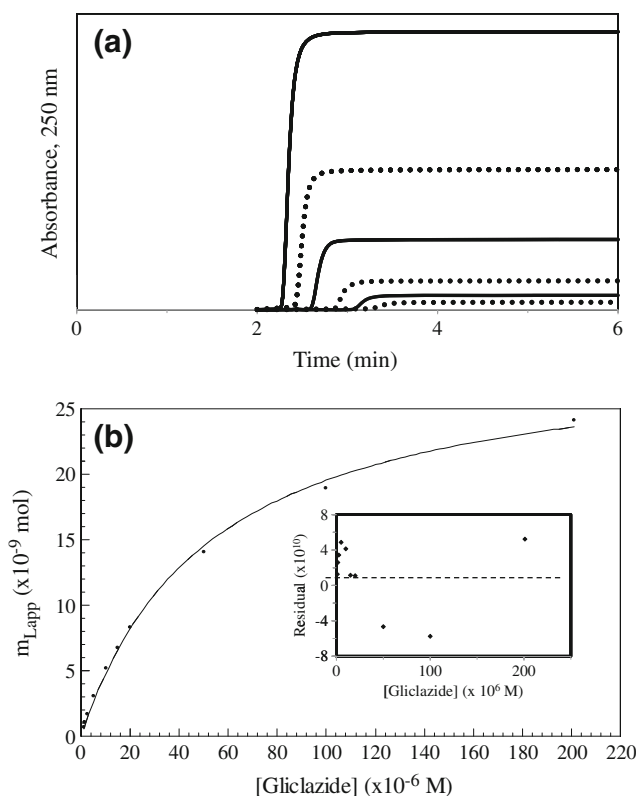 (a)
Absorbance, 250 nm
0 2 4 6
Time (min)
(b)
m_Lapp (x10^-9 mol)
25
20
15
10
5
0
0 20 40 60 80 100 120 140 160 180 200 220
[Gliclazide] (x10^-6 M)
Residual (x10^10)
8
4
0
-4
-8
0 100 200
[Gliclazide] (x 10^6 M)